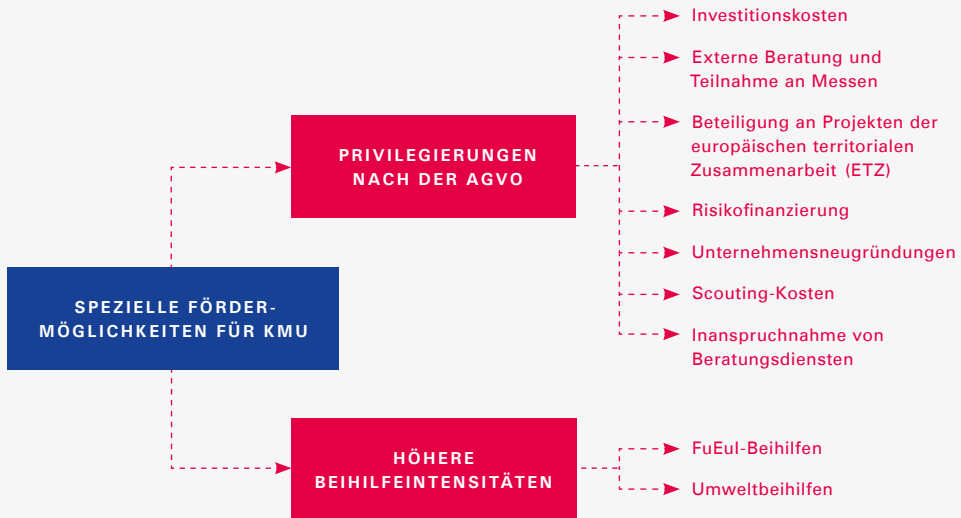 SPEZIELLE FÖRDER-
MÖGLICHKEITEN FÜR KMU
PRIVILEGIERUNGEN
NACH DER AGVO
Investitionskosten
Externe Beratung und
Teilnahme an Messen
Beteiligung an Projekten der
europäischen territorialen
Zusammenarbeit (ETZ)
Risikofinanzierung
Unternehmensneugründungen
Scouting-Kosten
Inanspruchnahme von
Beratungsdiensten
HÖHERE
BEIHILFEINTENSITÄTEN
FuEuI-Beihilfen
Umweltbeihilfen